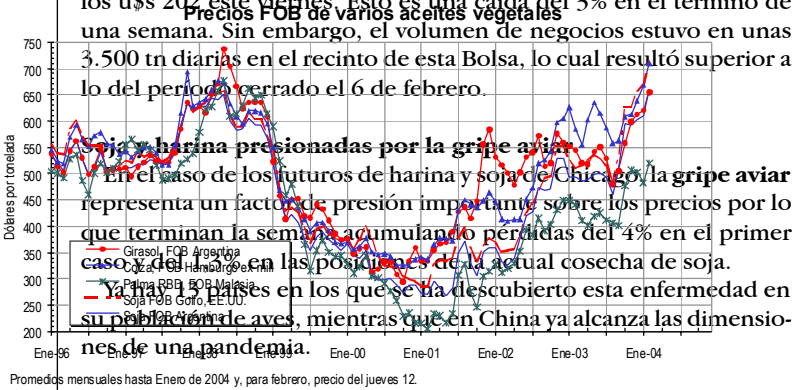 los u$s 202 este viernes. Esto es una caída del 5% en el término de
Precios FOB de varios aceites vegetales
una semana. Sin embargo, el volumen de negocios estuvo en unas
3.500 tn diarias en el recinto de esta Bolsa, lo cual resultó superior a
lo del período cerrado el 6 de febrero.
Soja y harina presionadas por la gripe aviar
En el caso de los futuros de harina y soja de Chicago, la gripe aviar
representa un factor de presión importante sobre los precios por lo
que terminan la semana acumulando pérdidas del 4% en el primer
caso y del 1,3% en las posiciones de la actual cosecha de soja.
Ya hay 13 países en los que se ha descubierto esta enfermedad en
su población de aves, mientras que en China ya alcanza las dimensio-
nes de una pandemia.
Dólares por tonelada
750
700
650
600
550
500
450
400
350
300
250
200
Girasol, FOB Argentina
Colza, FOB Hamburgo ex-mill
Palma RBD, FOB Malasia
Soja FOB Golfo, EE.UU.
Soja FOB Argentina
Ene-96 Ene-97 Ene-98 Ene-99 Ene-00 Ene-01 Ene-02 Ene-03 Ene-04
Promedios mensuales hasta Enero de 2004 y, para febrero, precio del jueves 12.